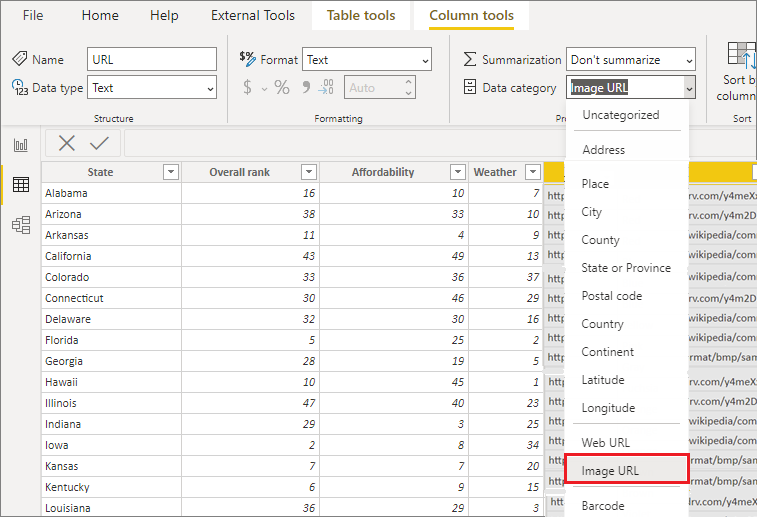 File Home Help External Tools Table tools Column tools
Name URL $% Format Text Summarization Don't summarize
123 Data type Text $ % 9 .00 Auto Data category Image URL Sort by
column
Structure Formatting Pr Sort
Uncategorized
Address
Place
City
County
State or Province
Postal code
Country
Continent
Latitude
Longitude
Web URL
Image URL
Barcode
State Overall rank Affordability Weather
Alabama 16 10 7 http rv.com/y4meXx
Arizona 38 33 10 http rv.com/y4m2D
Arkansas 11 4 9 http wikipedia/com
California 43 49 13 http wikipedia/com
Colorado 33 36 37 http
Connecticut 30 46 29 http rv.com/y4m2D
Delaware 32 30 16 http wikipedia/com
Florida 5 25 2 http wikipedia/com
Georgia 28 19 5 http rmat/bmp/sam
Hawaii 10 45 1 http rv.com/y4meX
Illinois 47 40 23 http rv.com/y4m2D
Indiana 29 3 25 http wikipedia/com
Iowa 2 8 34 http wikipedia/com
Kansas 7 7 20 http rmat/bmp/sam
Kentucky 6 9 15 http rmat/bmp/sam
Louisiana 36 29 3 http rv.com/y4meX